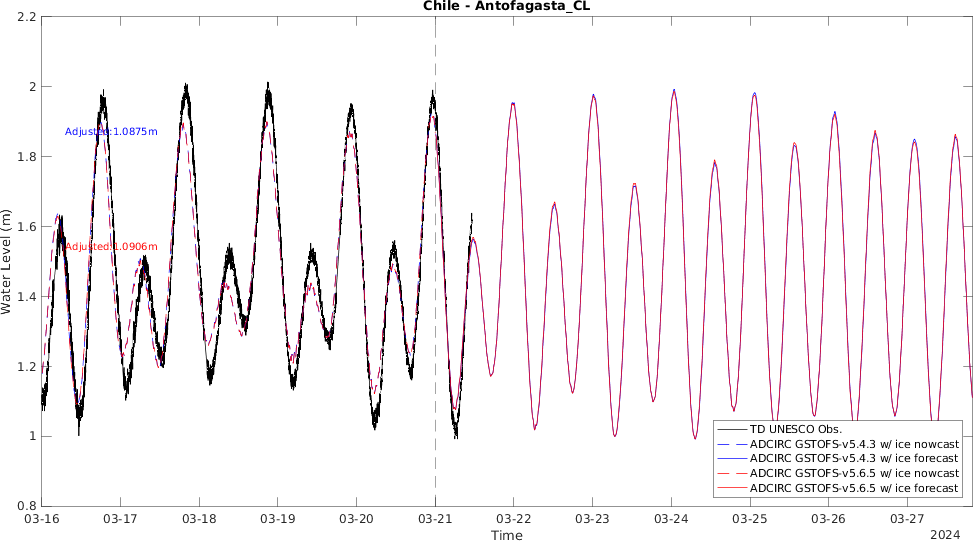 Chile - Antofagasta_CL
2.2
2
1.8
1.6
1.4
1.2
1
0.8
Water Level (m)
Adjusted:1.0875m
Adjusted:1.0906m
TD UNESCO Obs.
ADCIRC GSTOFS-v5.4.3 w/ ice nowcast
ADCIRC GSTOFS-v5.4.3 w/ ice forecast
ADCIRC GSTOFS-v5.6.5 w/ ice nowcast
ADCIRC GSTOFS-v5.6.5 w/ ice forecast
03-16 03-17 03-18 03-19 03-20 03-21 03-22 03-23 03-24 03-25 03-26 03-27
Time
2024